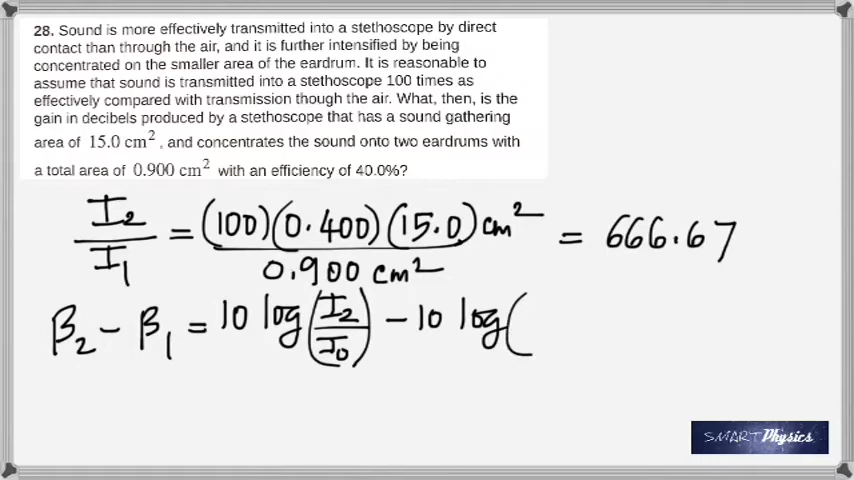 28. Sound is more effectively transmitted into a stethoscope by direct
contact than through the air, and it is further intensified by being
concentrated on the smaller area of the eardrum. It is reasonable to
assume that sound is transmitted into a stethoscope 100 times as
effectively compared with transmission though the air. What, then, is the
gain in decibels produced by a stethoscope that has a sound gathering
area of 15.0 cm², and concentrates the sound onto two eardrums with
a total area of 0.900 cm² with an efficiency of 40.0%?
I₂/I₁ = (100)(0.400)(15.0)cm² / 0.900 cm² = 666.67
β₂ - β₁ = 10 log(I₂/I₀) - 10 log(
SMART Physics